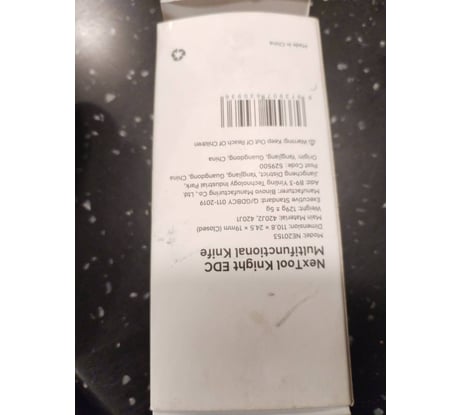 NexTool Knight EDC
Multifunctional Knife
Model: NE20153
Dimension: 110.8 × 24.5 × 19mm (Closed)
Main Material: 420J2, 420J1
Weight: 129g ± 5g
Executive Standard: Q/GDBCY 011-2019
Manufacturer: Binovo Manufacturing Co., Ltd.
Add: B9-3 Yining Technology Industrial Park,
Jiangcheng District, Yangjiang, Guangdong, China
Post Code: 529500
Origin: Yangjiang, Guangdong, China
Warning: Keep Out Of Reach Of Children
Made in China